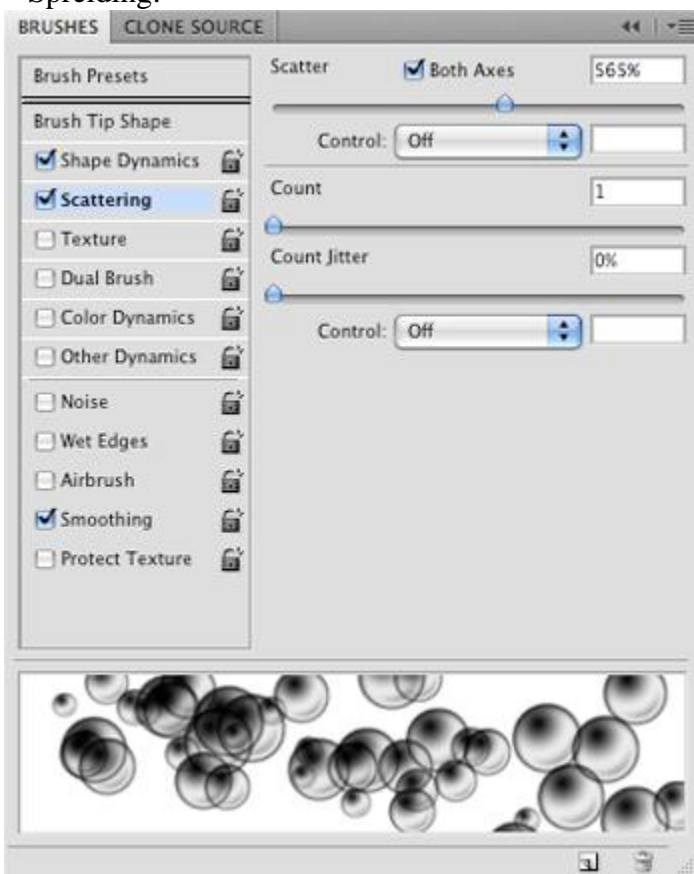 Spreiding:
BRUSHES CLONE SOURCE
Brush Presets
Brush Tip Shape
Shape Dynamics
Scattering
Texture
Dual Brush
Color Dynamics
Other Dynamics
Noise
Wet Edges
Airbrush
Smoothing
Protect Texture
Scatter Both Axes 565%
Control: Off
Count 1
Count Jitter 0%
Control: Off